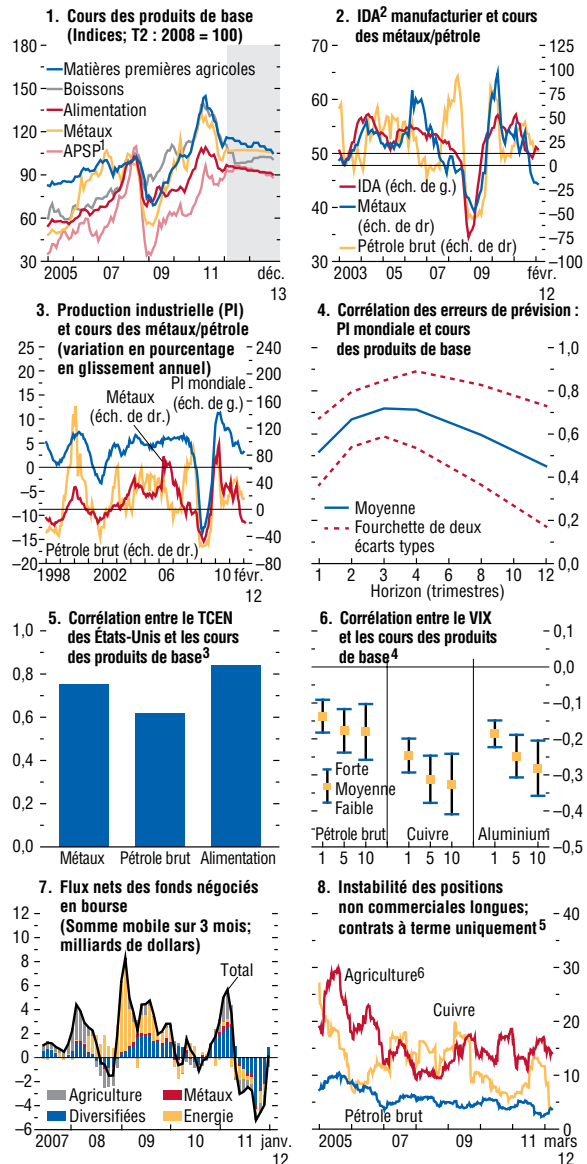 1. Cours des produits de base
(Indices; T2 : 2008 = 100)
180
150
120
90
60
30
Matières premières agricoles
Boissons
Alimentation
Métaux
APSP1
2005 07 09 11 déc.
13
2. IDA2 manufacturier et cours
des métaux/pétrole
70
60
50
40
30
125
100
75
50
25
0
−25
−50
−75
−100
IDA (éch. de g.)
Métaux
(éch. de dr)
Pétrole brut (éch. de dr)
2003 05 07 09 févr.
12
3. Production industrielle (PI)
et cours des métaux/pétrole
(variation en pourcentage
en glissement annuel)
25
20
15
10
5
0
−5
−10
−15
−20
240
200
160
120
80
40
0
−40
−80
Métaux
(éch. de dr.)
PI mondiale
(éch. de g.)
Pétrole brut (éch. de dr.)
1998 2002 06 10 févr.
12
4. Corrélation des erreurs de prévision :
PI mondiale et cours
des produits de base
1,0
0,8
0,6
0,4
0,2
0,0
Moyenne
Fourchette de deux
écarts types
1 2 3 4 6 8 10 12
Horizon (trimestres)
5. Corrélation entre le TCEN
des États-Unis et les cours
des produits de base3
1,0
0,8
0,6
0,4
0,2
0,0
Métaux Pétrole brut Alimentation
6. Corrélation entre le VIX
et les cours des produits
de base4
0,0
−0,1
−0,2
−0,3
−0,4
−0,5
Forte
Moyenne
Faible
Pétrole brut Cuivre Aluminium
1 5 10 1 5 10 1 5 10
7. Flux nets des fonds négociés
en bourse
(Somme mobile sur 3 mois;
milliards de dollars)
12
10
8
6
4
2
0
−2
−4
−6
Total
Agriculture
Métaux
Diversifiées
Energie
2007 08 09 10 11 janv.
12
8. Instabilité des positions
non commerciales longues;
contrats à terme uniquement5
40
30
20
10
0
Agriculture6
Cuivre
Pétrole brut
2005 07 09 11 mars
12